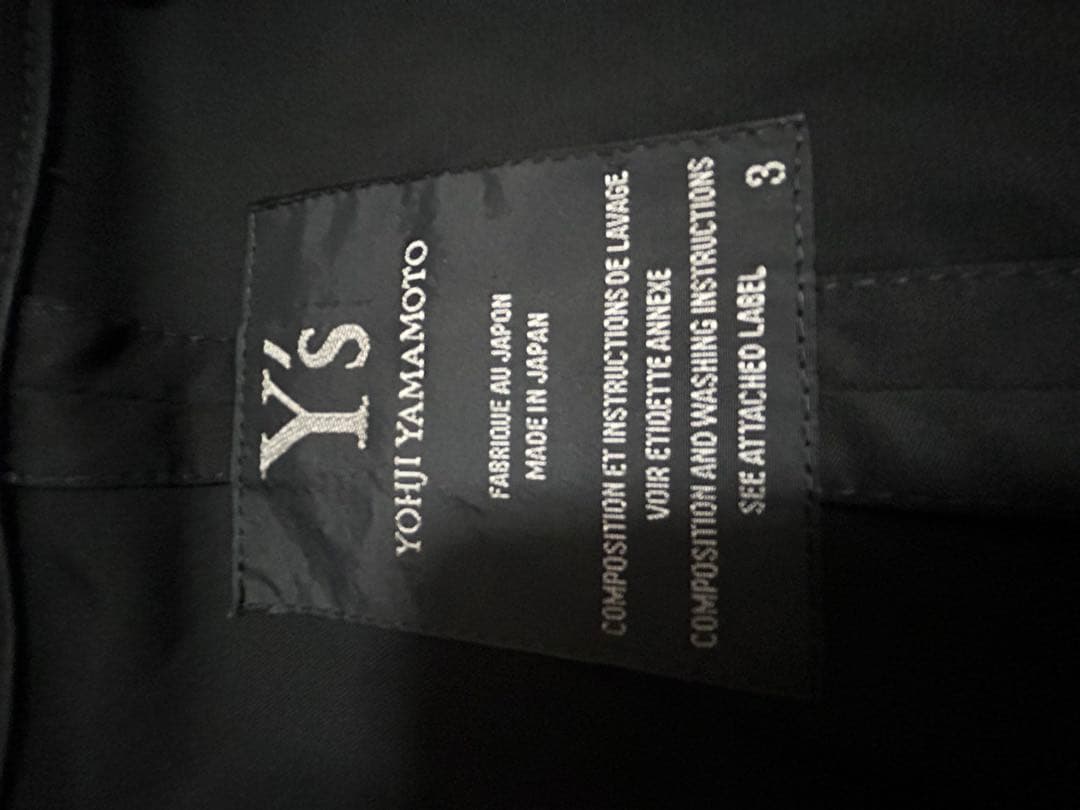 Y's
YOHJI YAMAMOTO
FABRIQUE AU JAPON
MADE IN JAPAN
COMPOSITION ET INSTRUCTIONS DE LAVAGE
VOIR ETIQETTE ANNEXE
COMPOSITION AND WASHING INSTRUCTIONS
SEE ATTACHED LABEL
3